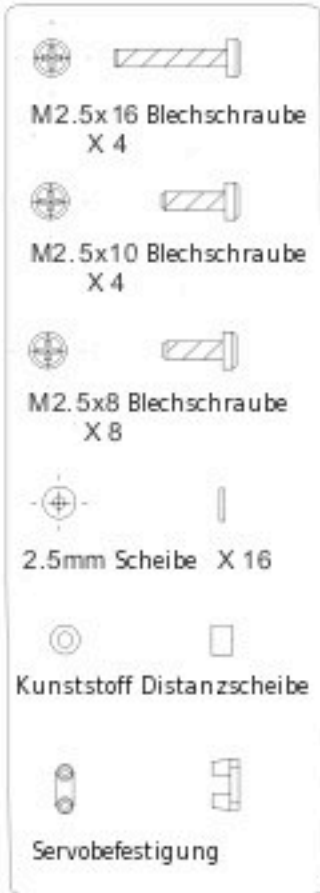 M2.5x16 Blechschraube
X 4
M2.5x10 Blechschraube
X 4
M2.5x8 Blechschraube
X 8
2.5mm Scheibe X 16
Kunststoff Distanzscheibe
Servobefestigung